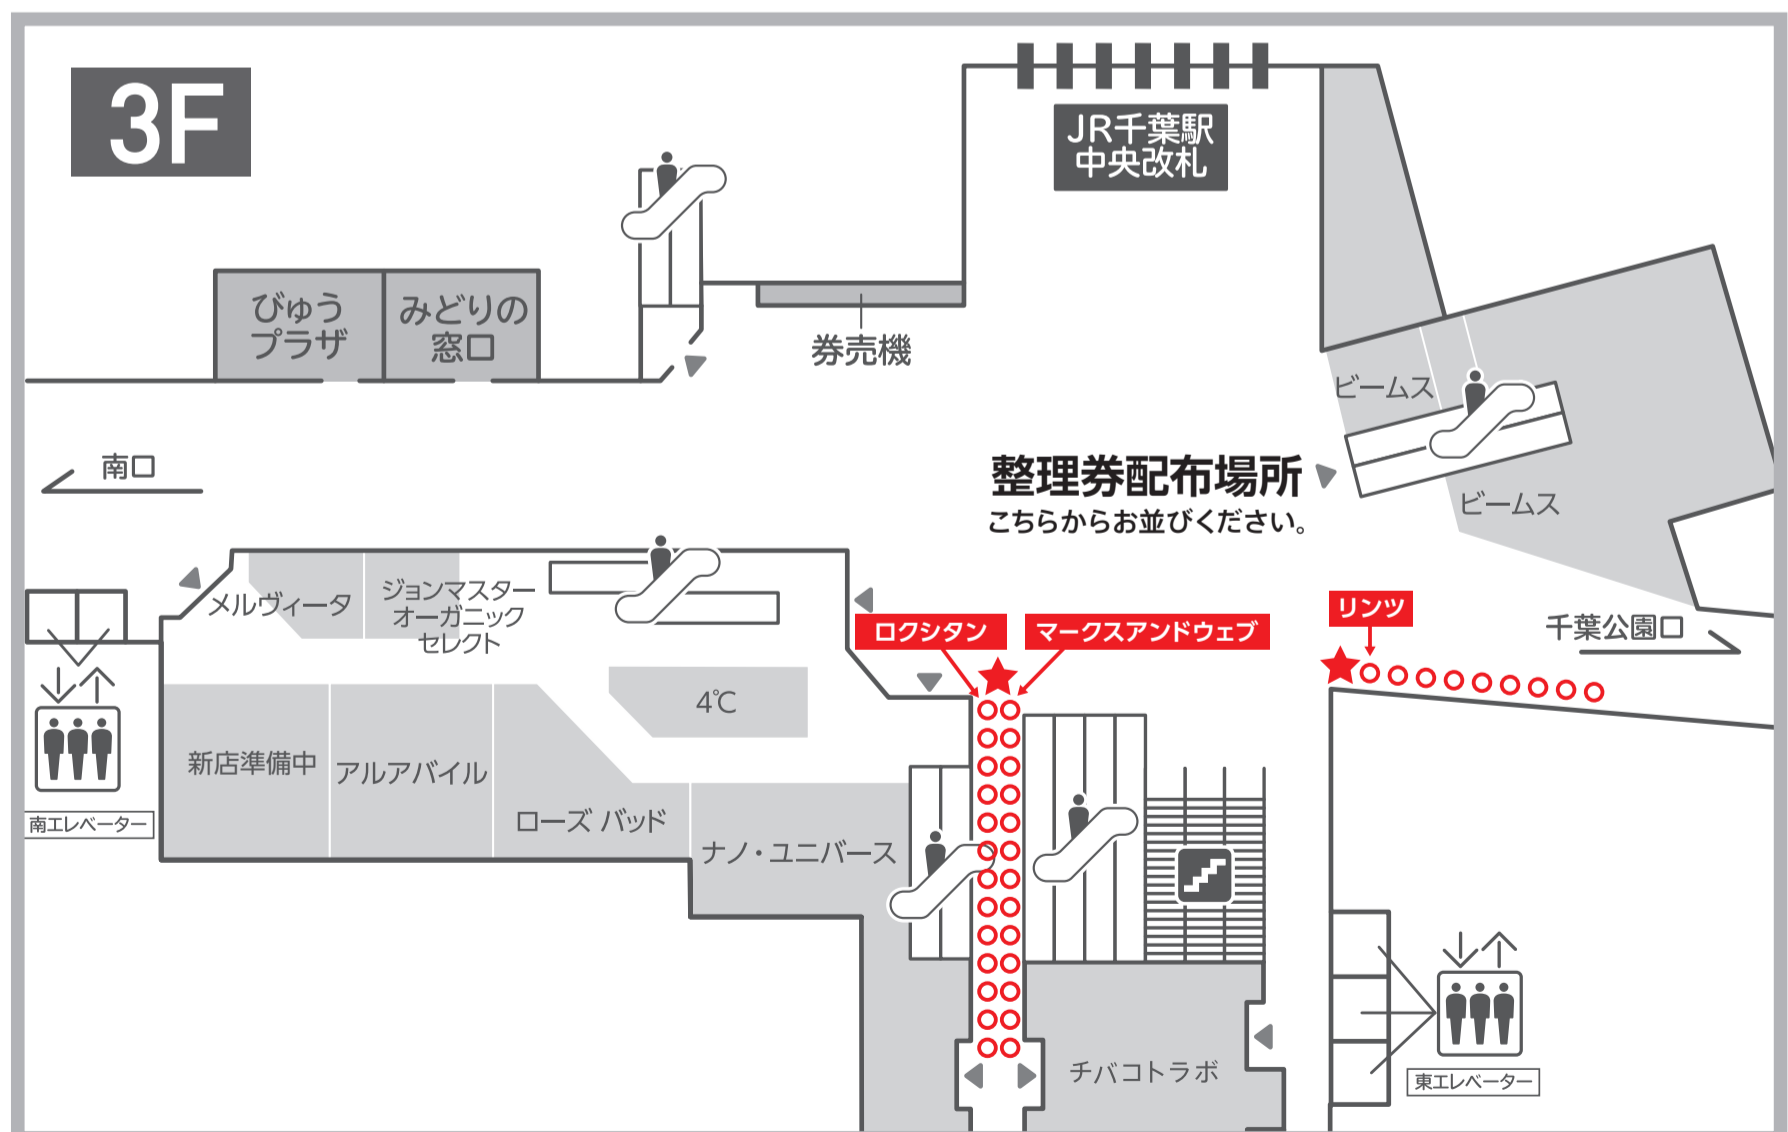 3F
JR千葉駅
中央改札
びゅう
プラザ
みどりの
窓口
券売機
ビームス
南口
整理券配布場所
こちらからお並びください。
ビームス
メルヴィータ
ジョンマスター
オーガニック
セレクト
ロクシタン
マークスアンドウェブ
リンツ
千葉公園口
4℃
新店準備中
アルアバイル
ローズ バッド
ナノ・ユニバース
南エレベーター
チバコトラボ
東エレベーター